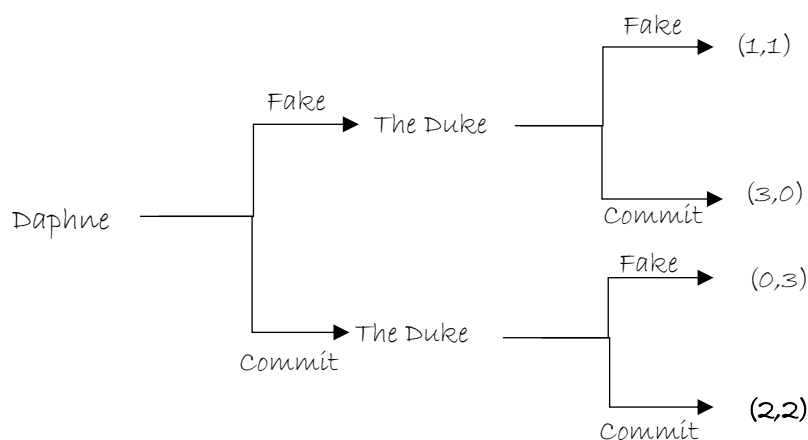 Fake
(1,1)
Fake
The Duke
(3,0)
Commit
Daphne
Fake
(0,3)
The Duke
Commit
(2,2)
Commit